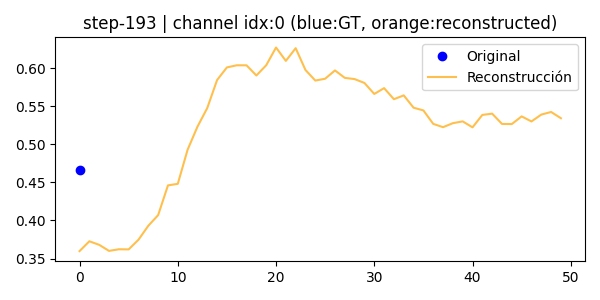 step-193 | channel idx:0 (blue:GT, orange:reconstructed)
Original
Reconstrucción
0.60
0.55
0.50
0.45
0.40
0.35
0 10 20 30 40 50